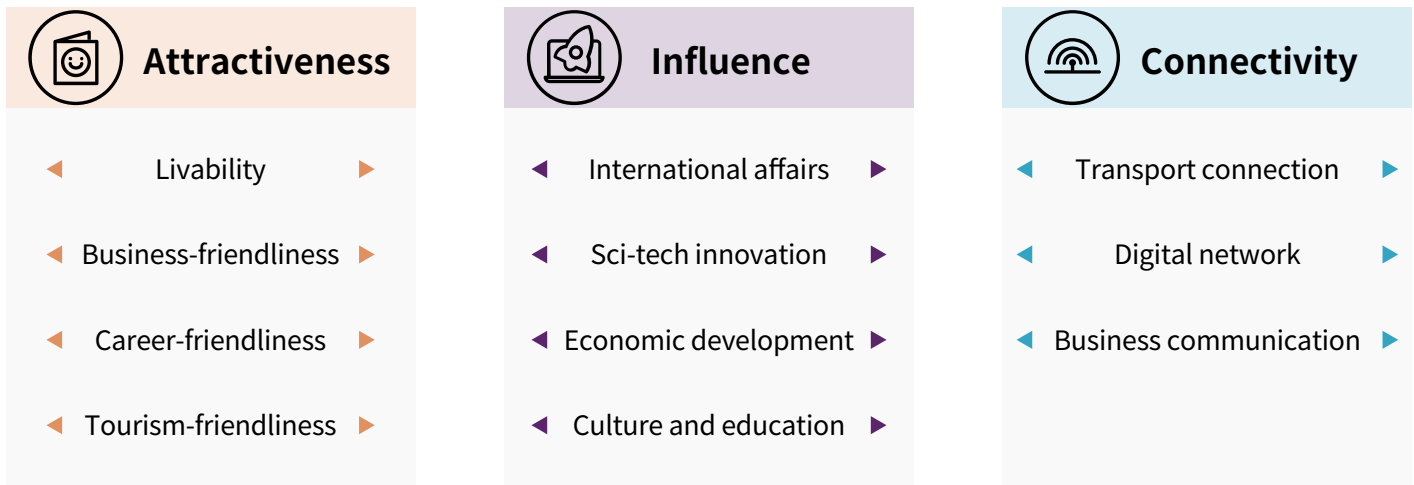 Attractiveness
Livability
Business-friendliness
Career-friendliness
Tourism-friendliness
Influence
International affairs
Sci-tech innovation
Economic development
Culture and education
Connectivity
Transport connection
Digital network
Business communication